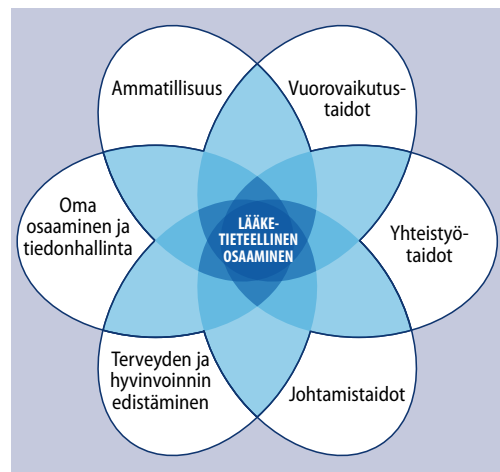 Ammatillisuus
Vuorovaikutus-
taidot
Oma
osaaminen ja
tiedonhallinta
LÄÄKE-
TIETEELLINEN
OSAAMINEN
Yhteistyö-
taidot
Terveyden ja
hyvinvoinnin
edistäminen
Johtamistaidot